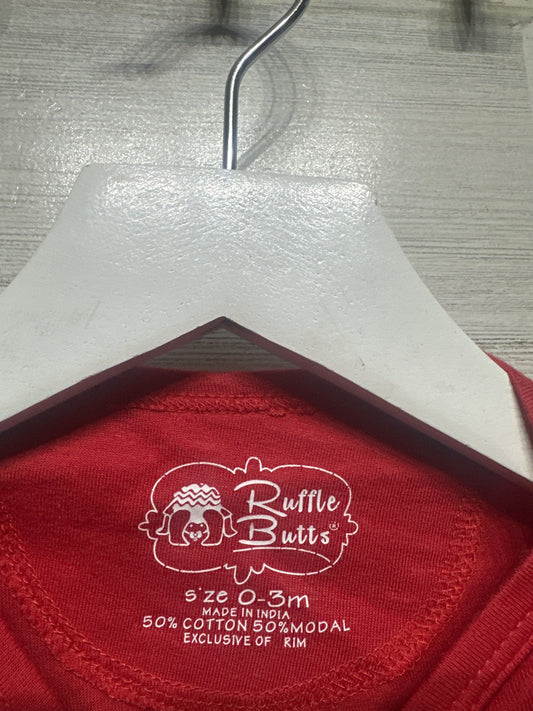 Ruffle
Butts®
size 0-3m
MADE IN INDIA
50% COTTON 50% MODAL
EXCLUSIVE OF RIM